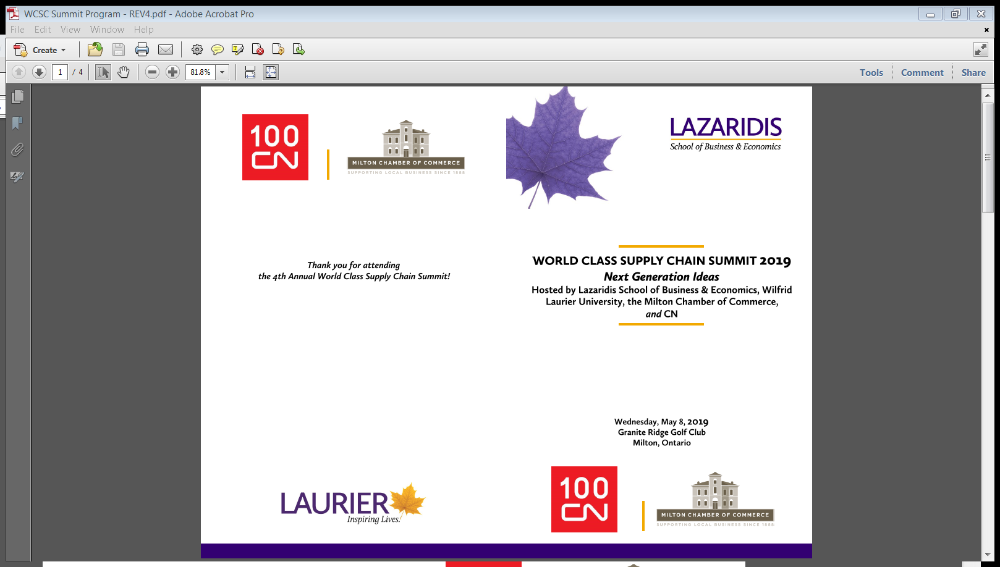 WCSC Summit Program - REV4.pdf - Adobe Acrobat Pro
File Edit View Window Help
Create
1 / 4 81.8% Tools Comment Share
100
CN
MILTON CHAMBER OF COMMERCE
SUPPORTING LOCAL BUSINESS SINCE 1888
Thank you for attending
the 4th Annual World Class Supply Chain Summit!
LAURIER
Inspiring Lives.
LAZARIDIS
School of Business & Economics
WORLD CLASS SUPPLY CHAIN SUMMIT 2019
Next Generation Ideas
Hosted by Lazaridis School of Business & Economics, Wilfrid
Laurier University, the Milton Chamber of Commerce,
and CN
Wednesday, May 8, 2019
Granite Ridge Golf Club
Milton, Ontario
100
CN
MILTON CHAMBER OF COMMERCE
SUPPORTING LOCAL BUSINESS SINCE 1888